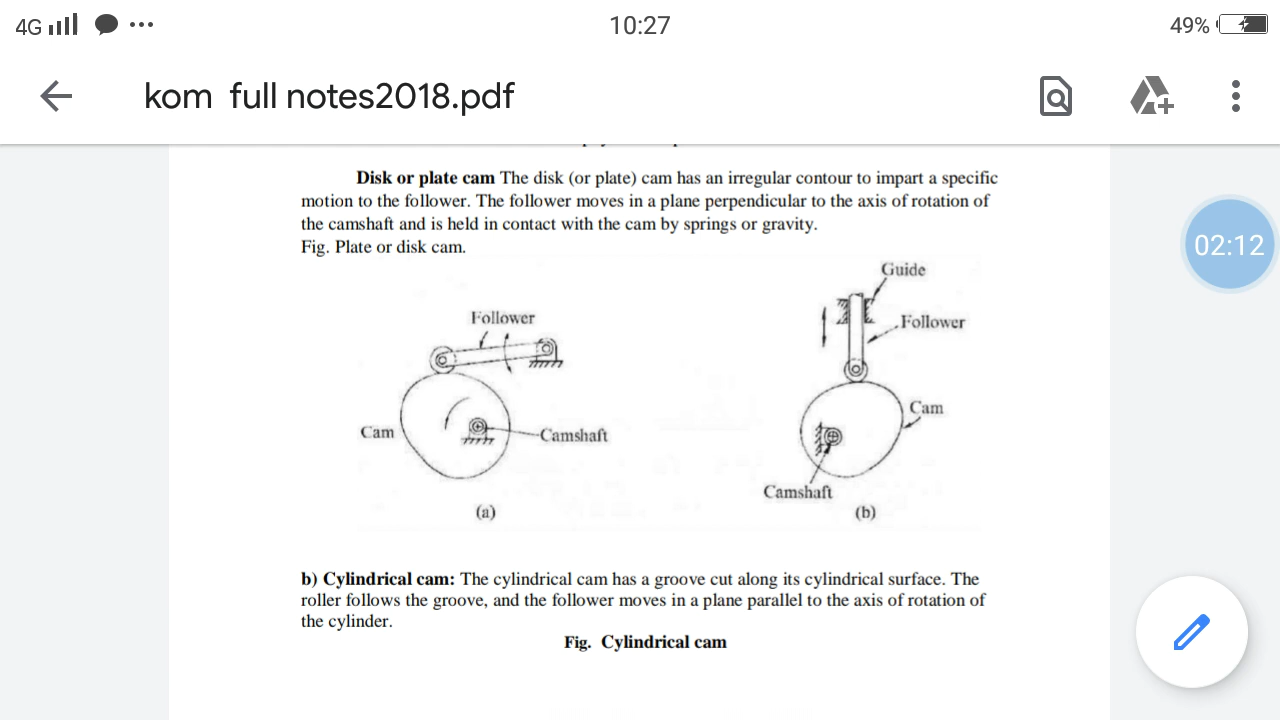 4G 10:27 49%
kom full notes2018.pdf
Disk or plate cam The disk (or plate) cam has an irregular contour to impart a specific
motion to the follower. The follower moves in a plane perpendicular to the axis of rotation of
the camshaft and is held in contact with the cam by springs or gravity.
Fig. Plate or disk cam.
02:12
Guide
Follower
Follower
Cam
Cam
Camshaft
Camshaft
(a)
(b)
b) Cylindrical cam: The cylindrical cam has a groove cut along its cylindrical surface. The
roller follows the groove, and the follower moves in a plane parallel to the axis of rotation of
the cylinder.
Fig. Cylindrical cam